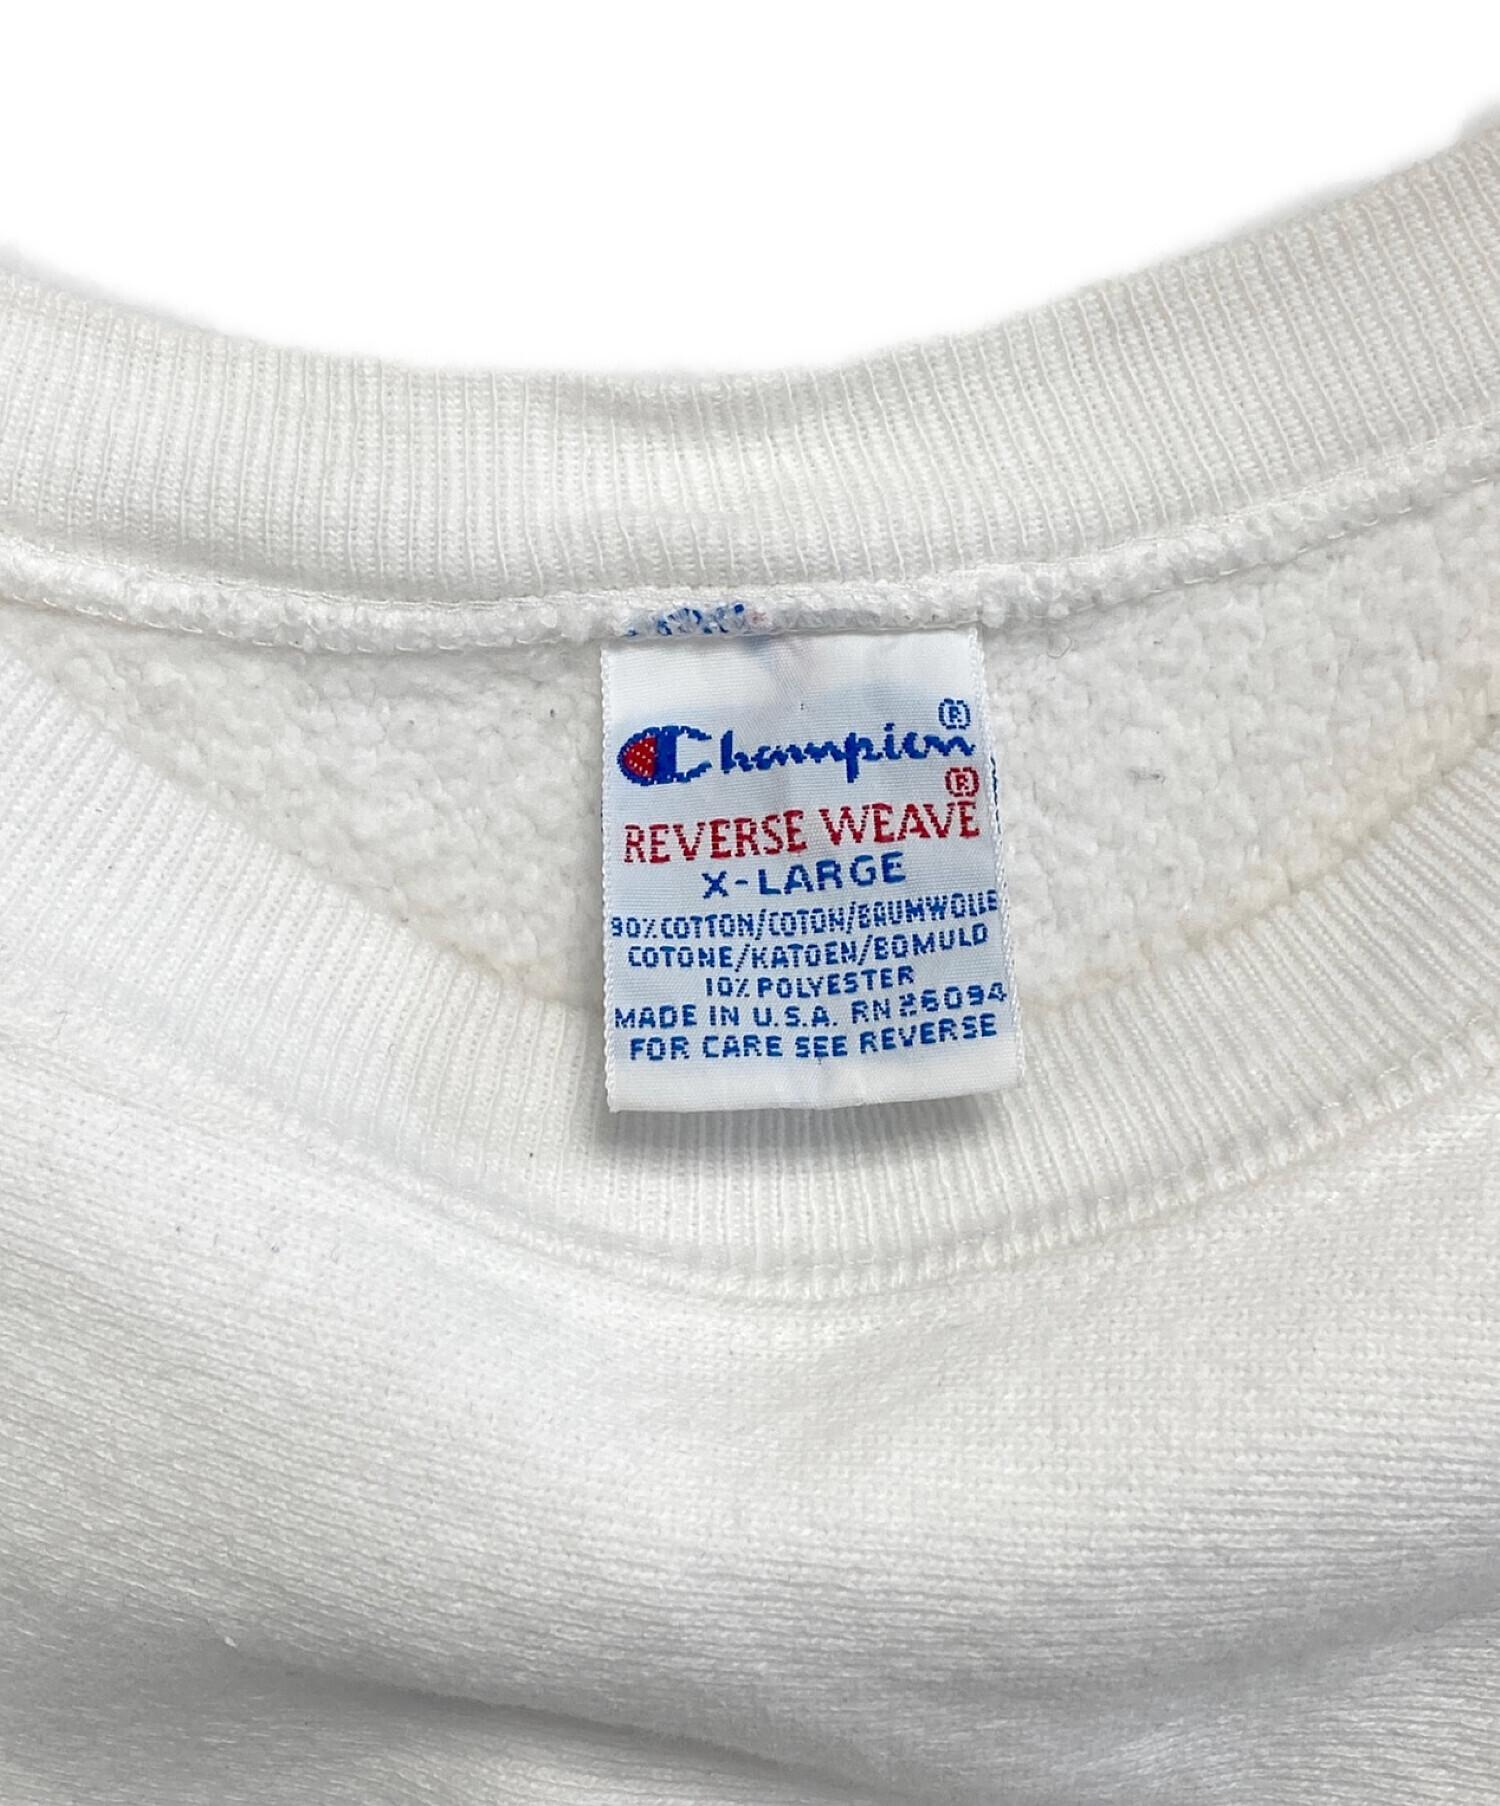 Champion®
REVERSE WEAVE®
X-LARGE
90% COTTON/COTON/BAUMWOLLE
COTONE/KATOEN/BOMULD
10% POLYESTER
MADE IN U.S.A. RN 26094
FOR CARE SEE REVERSE